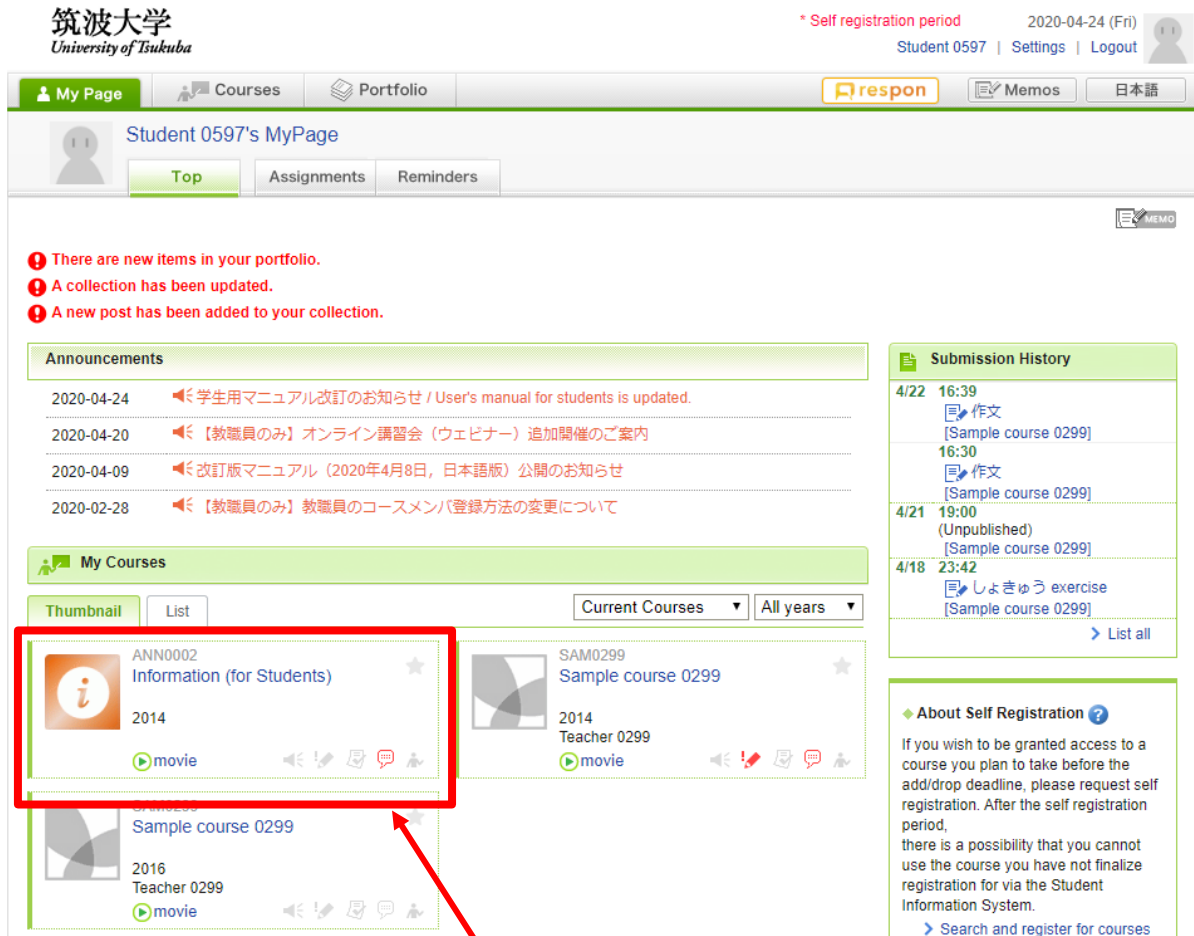 筑波大学
University of Tsukuba
* Self registration period 2020-04-24 (Fri)
Student 0597 | Settings | Logout
My Page Courses Portfolio respon Memos 日本語
Student 0597's MyPage
Top Assignments Reminders
MEMO
There are new items in your portfolio.
A collection has been updated.
A new post has been added to your collection.
Announcements
2020-04-24 学生用マニュアル改訂のお知らせ / User's manual for students is updated.
2020-04-20 【教職員のみ】オンライン講習会（ウェビナー）追加開催のご案内
2020-04-09 改訂版マニュアル（2020年4月8日，日本語版）公開のお知らせ
2020-02-28 【教職員のみ】教職員のコースメンバ登録方法の変更について
Submission History
4/22 16:39
作文
[Sample course 0299]
16:30
作文
[Sample course 0299]
4/21 19:00
(Unpublished)
[Sample course 0299]
4/18 23:42
しょきゅう exercise
[Sample course 0299]
List all
My Courses
Thumbnail List Current Courses All years
ANN0002
Information (for Students)
2014
movie
SAM0299
Sample course 0299
2014
Teacher 0299
movie
SAM0299
Sample course 0299
2016
Teacher 0299
movie
About Self Registration ?
If you wish to be granted access to a
course you plan to take before the
add/drop deadline, please request self
registration. After the self registration
period,
there is a possibility that you cannot
use the course you have not finalize
registration for via the Student
Information System.
Search and register for courses